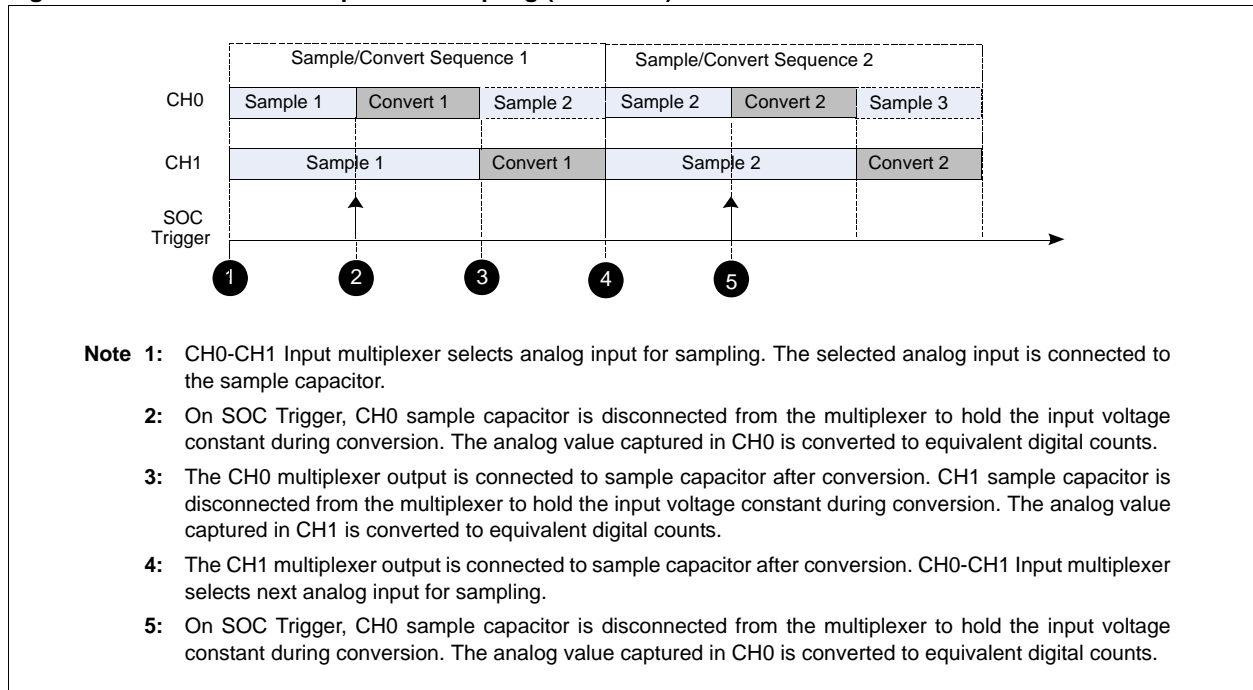 Sample/Convert Sequence 1 Sample/Convert Sequence 2
CH0 Sample 1 Convert 1 Sample 2 Sample 2 Convert 2 Sample 3
CH1 Sample 1 Convert 1 Sample 2 Convert 2
SOC
Trigger
1 2 3 4 5
Note 1: CH0-CH1 Input multiplexer selects analog input for sampling. The selected analog input is connected to
the sample capacitor.
2: On SOC Trigger, CH0 sample capacitor is disconnected from the multiplexer to hold the input voltage
constant during conversion. The analog value captured in CH0 is converted to equivalent digital counts.
3: The CH0 multiplexer output is connected to sample capacitor after conversion. CH1 sample capacitor is
disconnected from the multiplexer to hold the input voltage constant during conversion. The analog value
captured in CH1 is converted to equivalent digital counts.
4: The CH1 multiplexer output is connected to sample capacitor after conversion. CH0-CH1 Input multiplexer
selects next analog input for sampling.
5: On SOC Trigger, CH0 sample capacitor is disconnected from the multiplexer to hold the input voltage
constant during conversion. The analog value captured in CH0 is converted to equivalent digital counts.